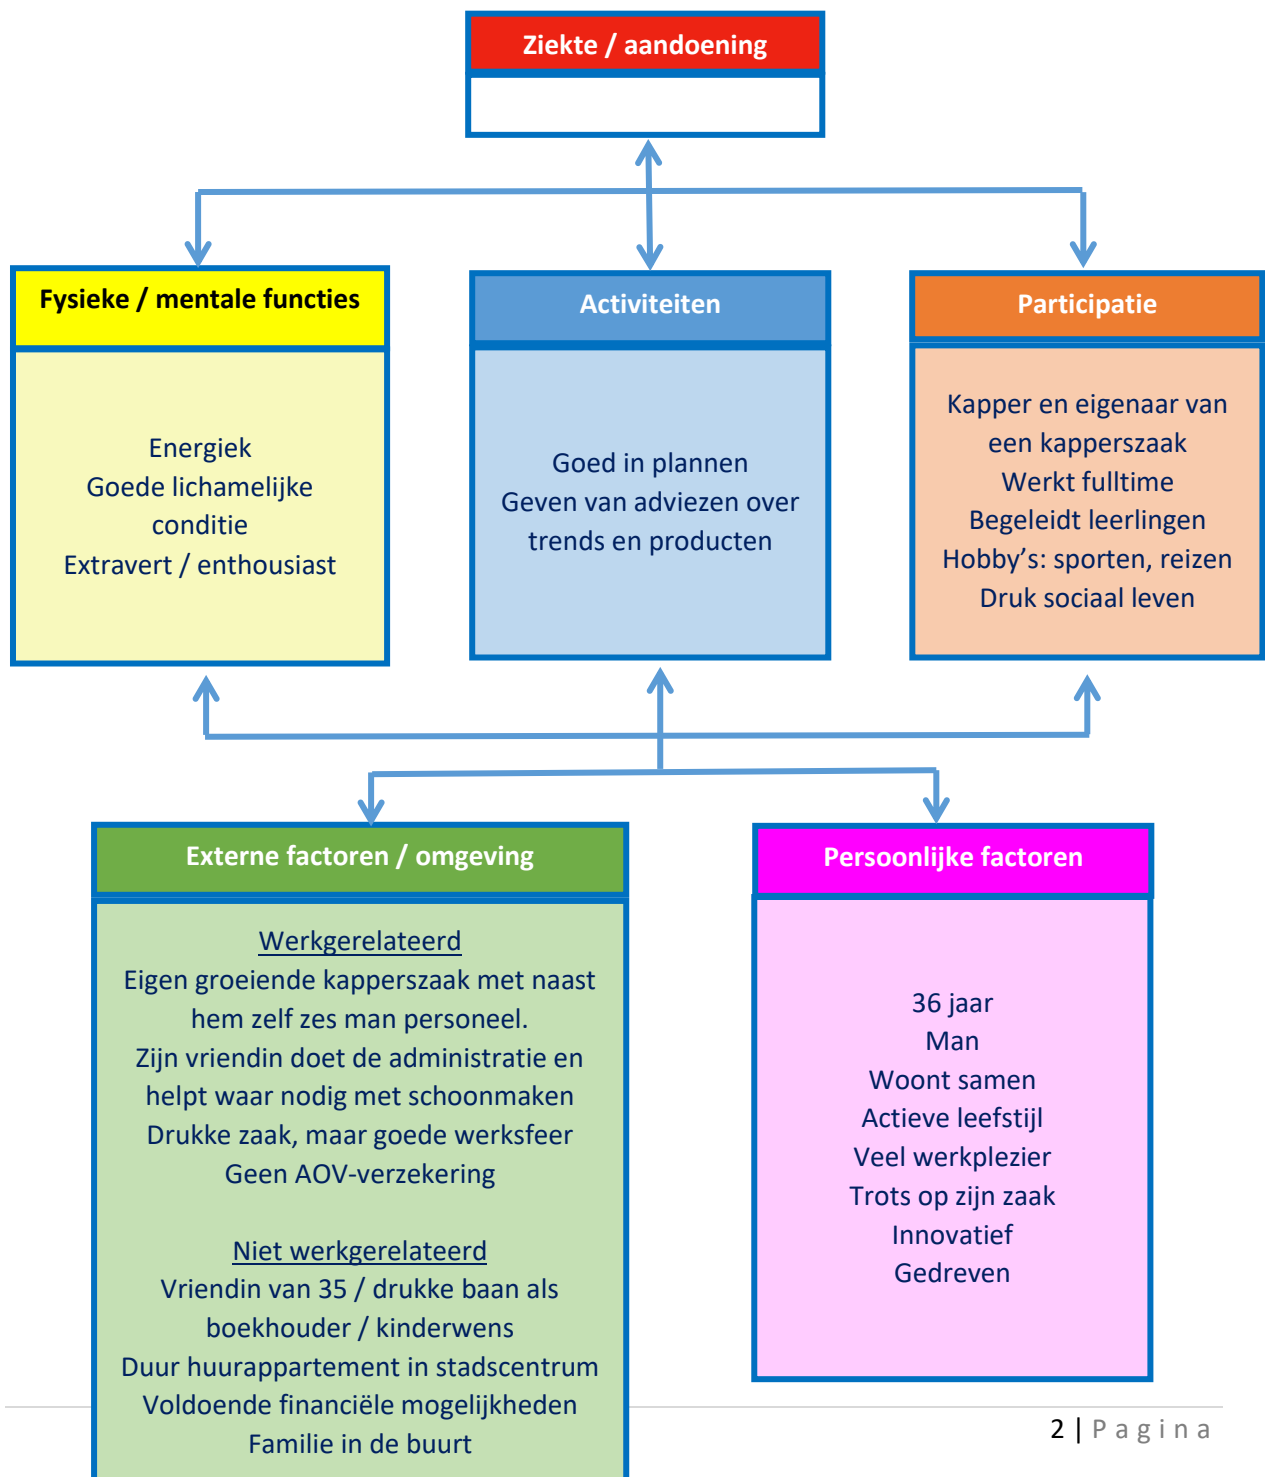 Ziekte / aandoening
Fysieke / mentale functies
Energiek
Goede lichamelijke
conditie
Extravert / enthousiast
Activiteiten
Goed in plannen
Geven van adviezen over
trends en producten
Participatie
Kapper en eigenaar van
een kapperszaak
Werkt fulltime
Begeleidt leerlingen
Hobby's: sporten, reizen
Druk sociaal leven
Externe factoren / omgeving
Werkgerelateerd
Eigen groeiende kapperszaak met naast
hem zelf zes man personeel.
Zijn vriendin doet de administratie en
helpt waar nodig met schoonmaken
Drukke zaak, maar goede werksfeer
Geen AOV-verzekering
Niet werkgerelateerd
Vriendin van 35 / drukke baan als
boekhouder / kinderwens
Duur huurappartement in stadscentrum
Voldoende financiële mogelijkheden
Familie in de buurt
Persoonlijke factoren
36 jaar
Man
Woont samen
Actieve leefstijl
Veel werkplezier
Trots op zijn zaak
Innovatief
Gedreven
2 | Pagina